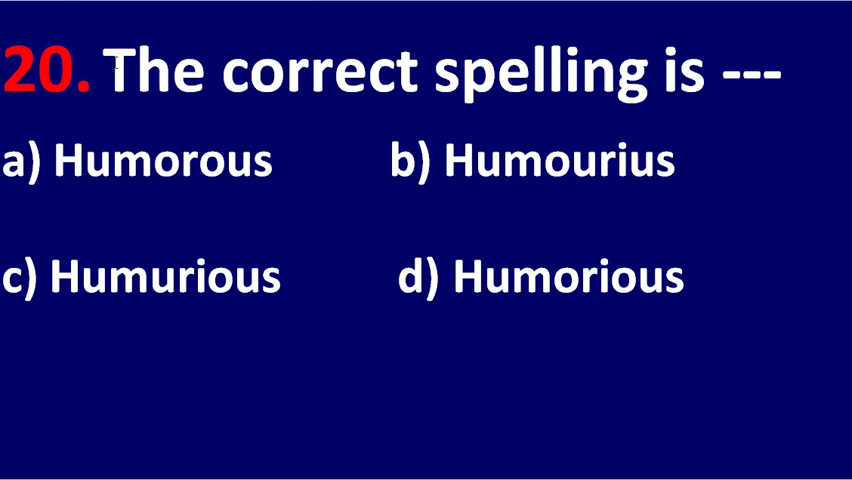 20. The correct spelling is ---
a) Humorous b) Humourius
c) Humurious d) Humorious